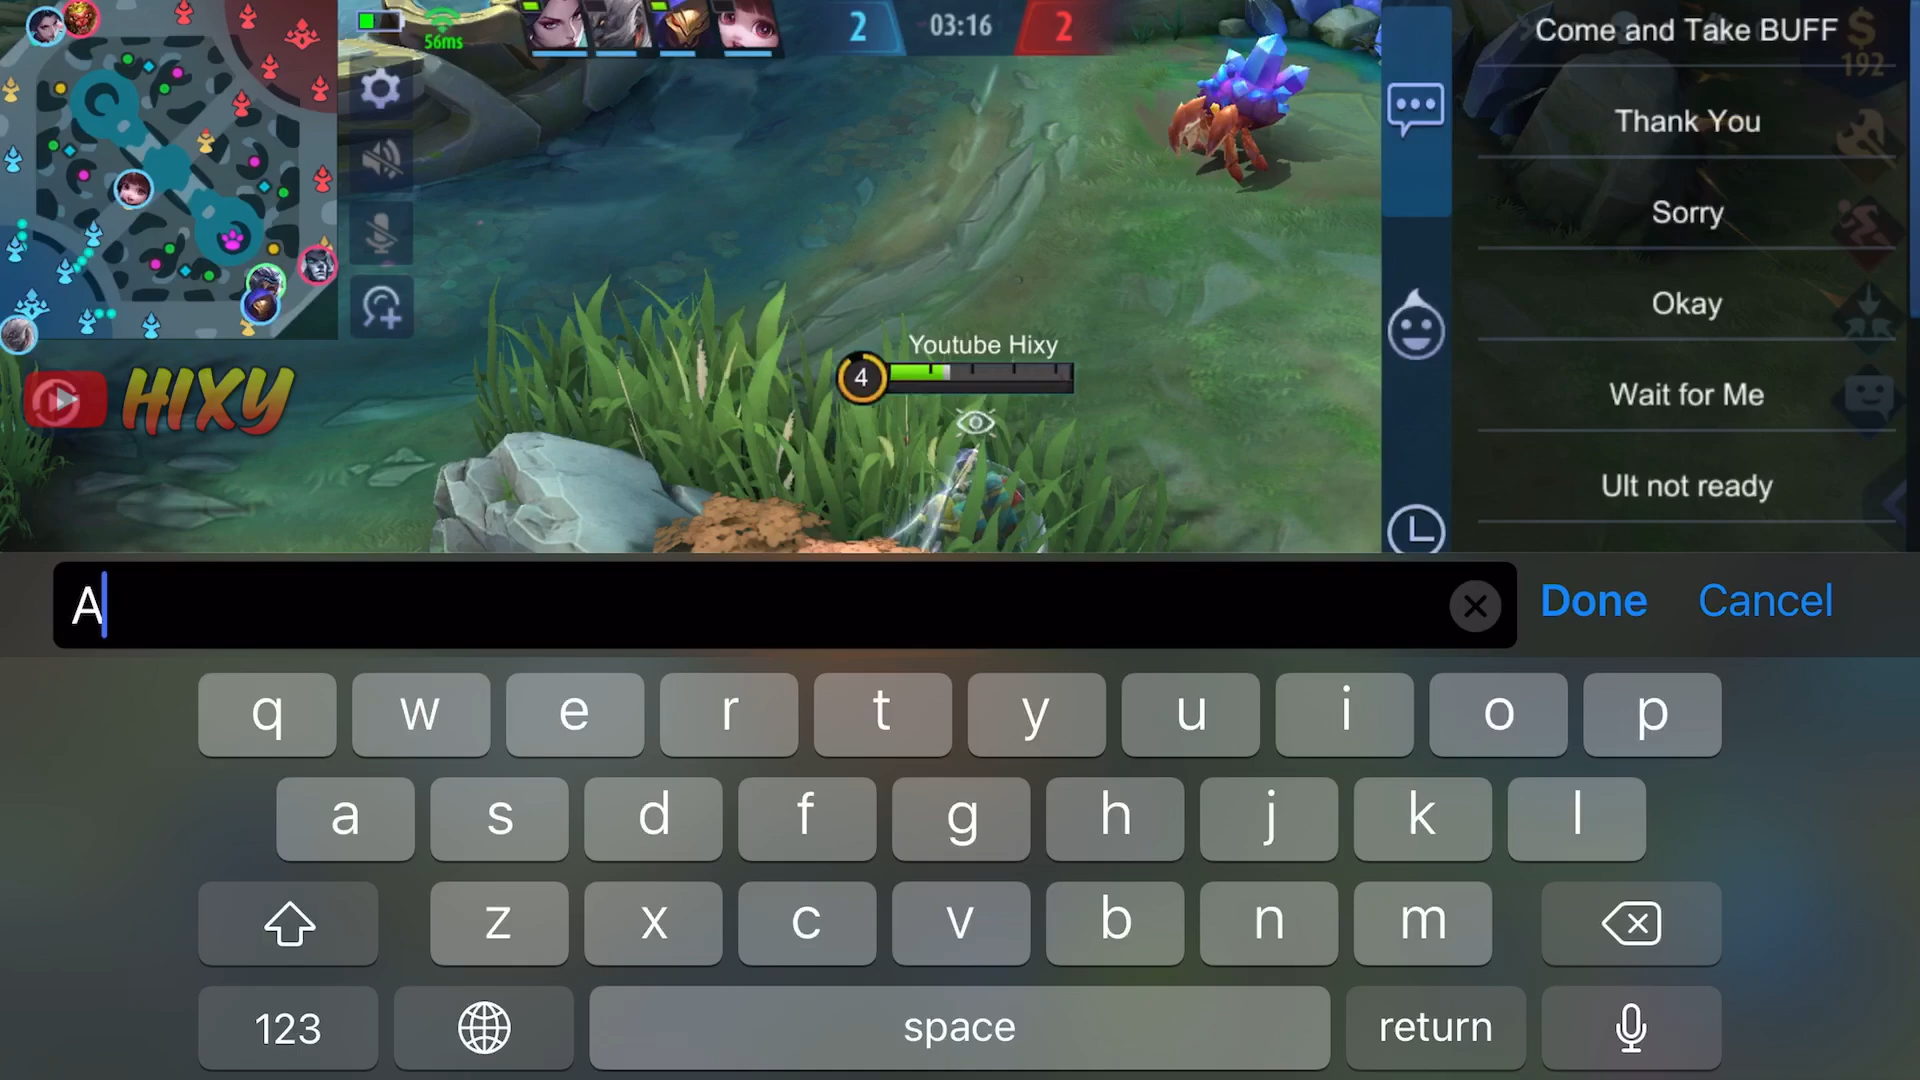 56ms
2
03:16
2
Come and Take BUFF
192
Thank You
Sorry
Okay
Wait for Me
Ult not ready
HIXY
Youtube Hixy
4
A
Done
Cancel
q w e r t y u i o p
a s d f g h j k l
z x c v b n m
123
space
return